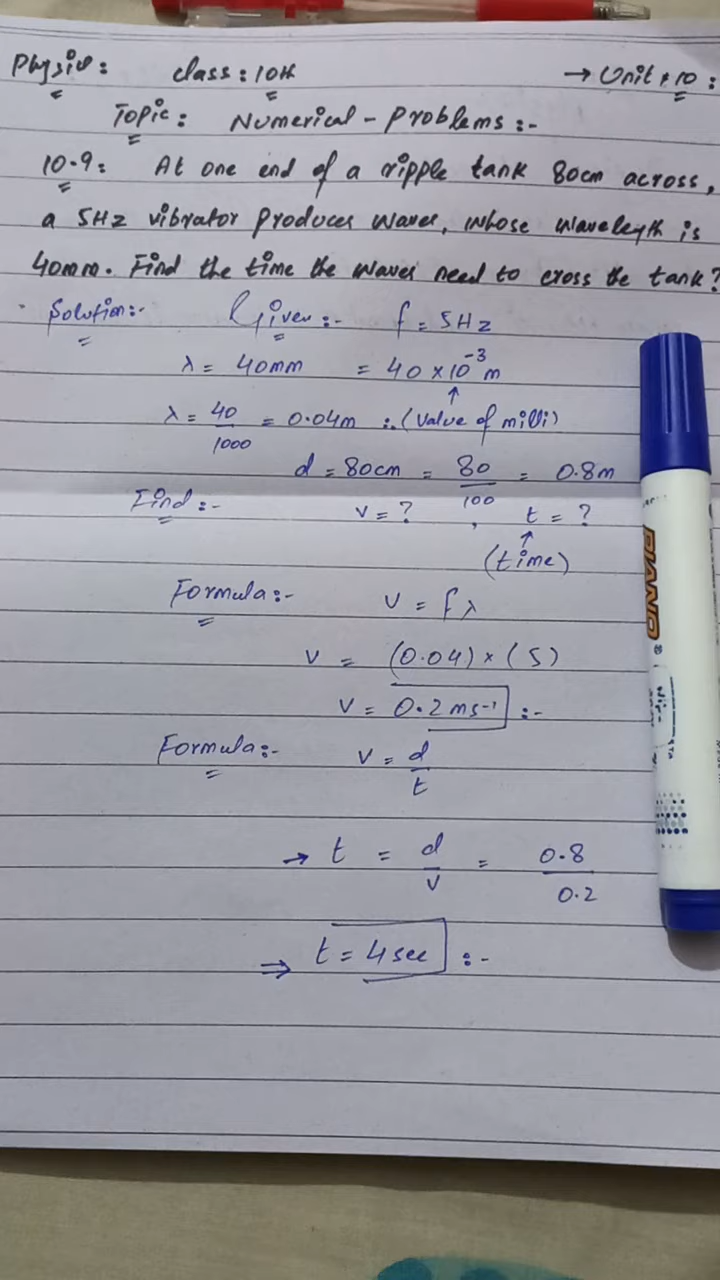 Physics: class: 10th → Unit # 10:
Topic: Numerical - Problems :-
10.9: At one end of a ripple tank 80cm across,
a 5Hz vibrator produces waves, whose wavelength is
40mm. Find the time the waves need to cross the tank?
Solution:- Given:- f = 5Hz
λ = 40mm = 40 × 10⁻³ m
λ = 40/1000 = 0.04m ∴ (value of milli)
d = 80cm = 80/100 = 0.8m
Find:- v = ? , t = ?
(time)
Formula:- v = fλ
v = (0.04) × (5)
v = 0.2 ms⁻¹ :-
Formula:- v = d/t
→ t = d/v = 0.8/0.2
⇒ t = 4 sec :-
PIANO